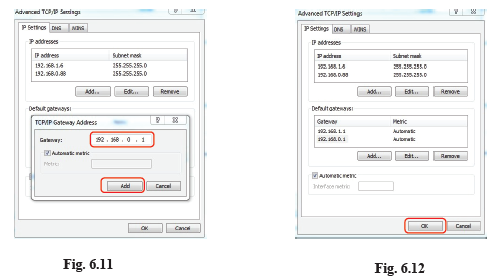 Advanced TCP/IP Settings
IP Settings DNS WINS
IP addresses
IP address Subnet mask
192.168.1.6 255.255.255.0
192.168.0.88 255.255.255.0
Add... Edit... Remove
Default gateways:
TCP/IP Gateway Address
Gateway: 192 . 168 . 0 . 1
Automatic metric
Metric:
Add Cancel
OK Cancel
Fig. 6.11
Advanced TCP/IP Settings
IP Settings DNS WINS
IP addresses
IP address Subnet mask
192.168.1.6 255.255.255.0
192.168.0.88 255.255.255.0
Add... Edit... Remove
Default gateways:
Gateway Metric
192.168.1.1 Automatic
192.168.0.1 Automatic
Add... Edit... Remove
Automatic metric
Interface metric:
OK Cancel
Fig. 6.12